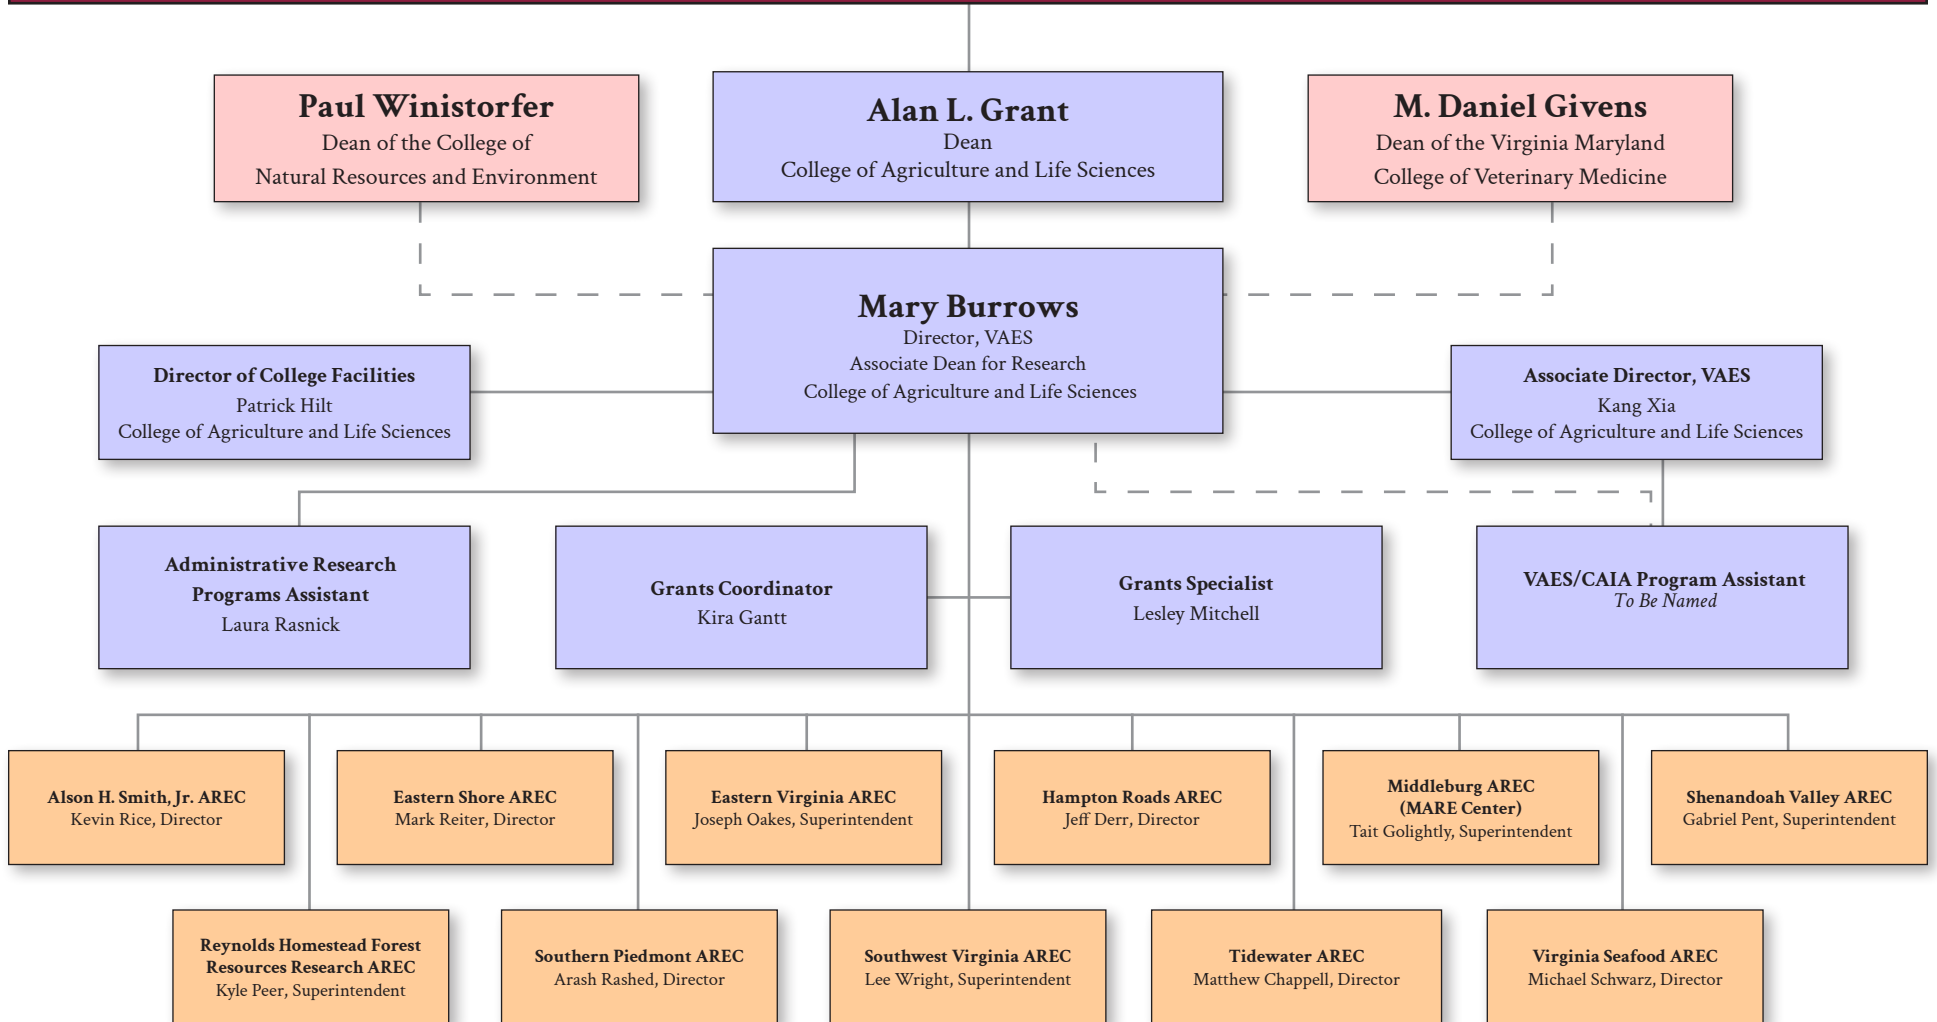 Paul Winistorfer
Dean of the College of
Natural Resources and Environment
Alan L. Grant
Dean
College of Agriculture and Life Sciences
M. Daniel Givens
Dean of the Virginia Maryland
College of Veterinary Medicine
Mary Burrows
Director, VAES
Associate Dean for Research
College of Agriculture and Life Sciences
Director of College Facilities
Patrick Hilt
College of Agriculture and Life Sciences
Associate Director, VAES
Kang Xia
College of Agriculture and Life Sciences
Administrative Research
Programs Assistant
Laura Rasnick
Grants Coordinator
Kira Gantt
Grants Specialist
Lesley Mitchell
VAES/CAIA Program Assistant
To Be Named
Alson H. Smith, Jr. AREC
Kevin Rice, Director
Eastern Shore AREC
Mark Reiter, Director
Eastern Virginia AREC
Joseph Oakes, Superintendent
Hampton Roads AREC
Jeff Derr, Director
Middleburg AREC
(MARE Center)
Tait Golightly, Superintendent
Shenandoah Valley AREC
Gabriel Pent, Superintendent
Reynolds Homestead Forest
Resources Research AREC
Kyle Peer, Superintendent
Southern Piedmont AREC
Arash Rashed, Director
Southwest Virginia AREC
Lee Wright, Superintendent
Tidewater AREC
Matthew Chappell, Director
Virginia Seafood AREC
Michael Schwarz, Director